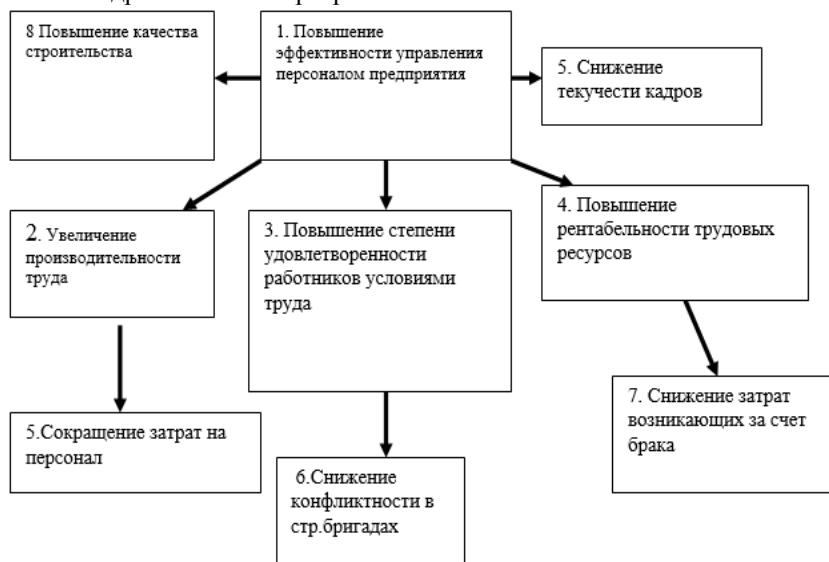 8 Повышение качества
строительства
1. Повышение
эффективности управления
персоналом предприятия
5. Снижение
текучести кадров
2. Увеличение
производительности
труда
3. Повышение степени
удовлетворенности
работников условиями
труда
4. Повышение
рентабельности трудовых
ресурсов
5.Сокращение затрат на
персонал
6.Снижение
конфликтности в
стр.бригадах
7. Снижение затрат
возникающих за счет
брака